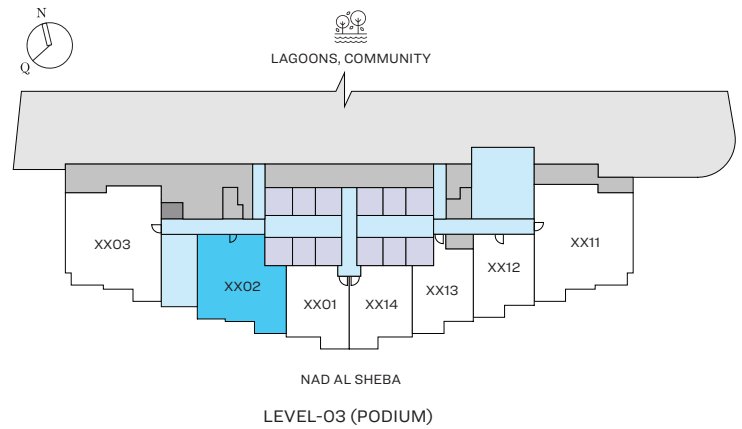 N
Q
LAGOONS, COMMUNITY
XX03
XX02
XX01
XX14
XX13
XX12
XX11
NAD AL SHEBA
LEVEL-03 (PODIUM)